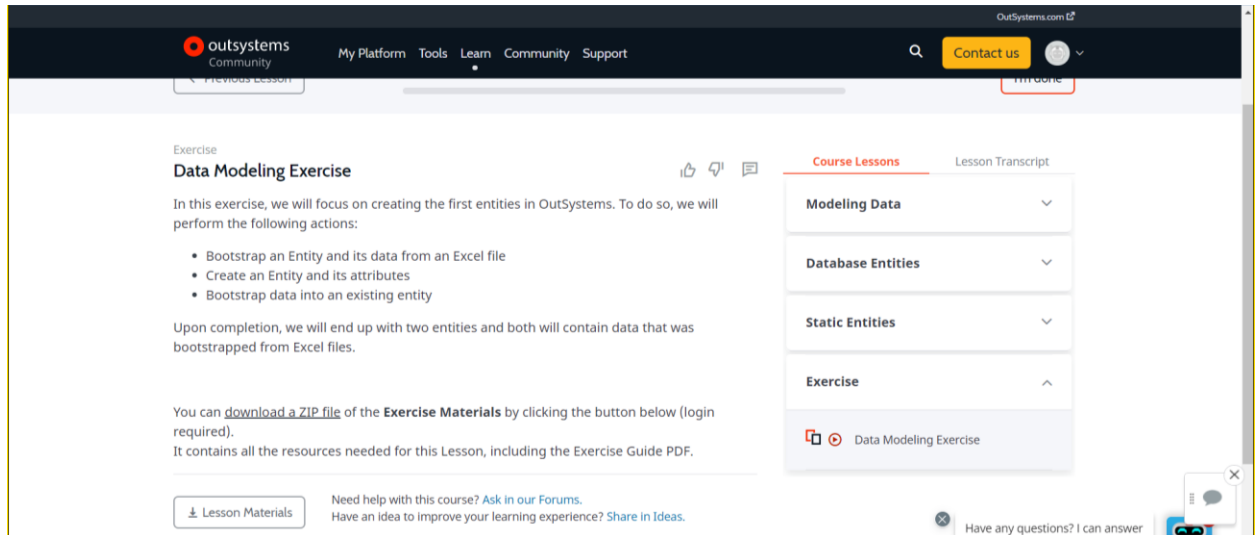 OutSystems.com
outsystems
Community
My Platform Tools Learn Community Support
Contact us
Previous Lesson
I'm done
Exercise
Data Modeling Exercise
In this exercise, we will focus on creating the first entities in OutSystems. To do so, we will
perform the following actions:
• Bootstrap an Entity and its data from an Excel file
• Create an Entity and its attributes
• Bootstrap data into an existing entity
Upon completion, we will end up with two entities and both will contain data that was
bootstrapped from Excel files.
You can download a ZIP file of the Exercise Materials by clicking the button below (login
required).
It contains all the resources needed for this Lesson, including the Exercise Guide PDF.
Lesson Materials
Need help with this course? Ask in our Forums.
Have an idea to improve your learning experience? Share in Ideas.
Course Lessons Lesson Transcript
Modeling Data
Database Entities
Static Entities
Exercise
Data Modeling Exercise
Have any questions? I can answer